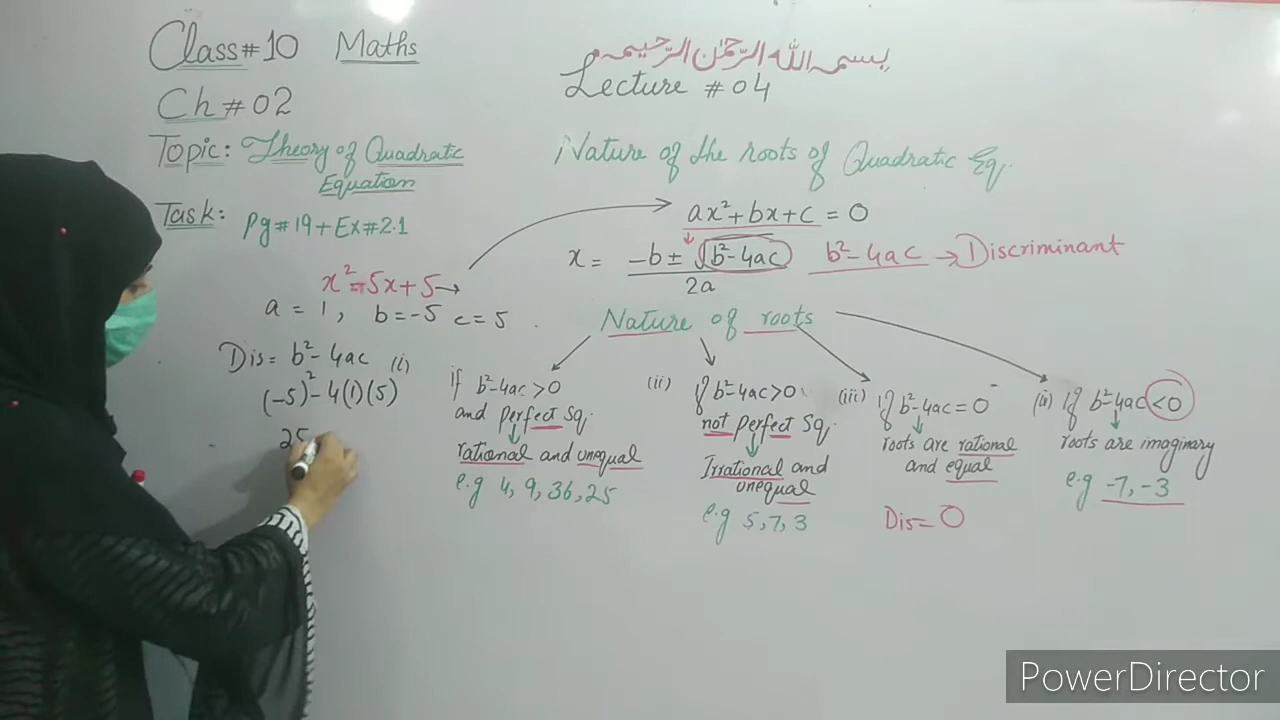 Class#10 Maths
Ch#02
Topic: Theory of Quadratic
Equation
Task: Pg#19+Ex#2.1
بسم الله الرحمن الرحيم
Lecture #04
Nature of the roots of Quadratic Eq.
ax²+bx+c=0
x = -b±√b²-4ac / 2a
b²-4ac → Discriminant
x²-5x+5→
a = 1, b=-5 c=5
Dis= b²-4ac
(-5)²-4(1)(5)
25
Nature of roots
(i) If b²-4ac>0
and perfect Sq.
rational and unequal
e.g 4, 9, 36, 25
(ii) if b²-4ac>0
not perfect Sq.
Irrational and
unequal
e.g 5, 7, 3
(iii) if b²-4ac=0
roots are rational
and equal
Dis=0
If b²-4ac<0
roots are imaginary
e.g -7, -3
PowerDirector